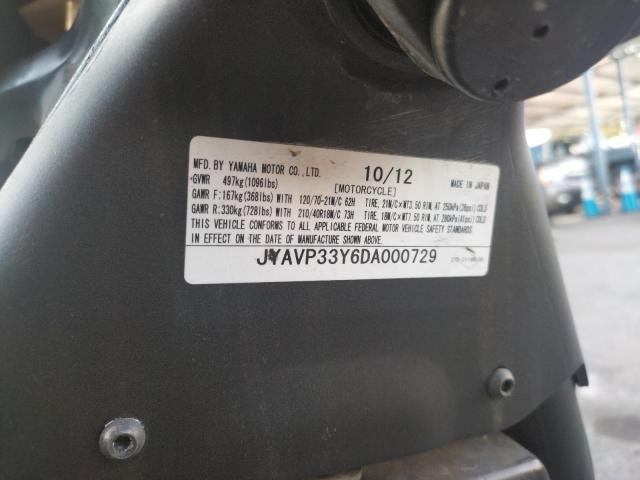 MFD. BY YAMAHA MOTOR CO.,LTD. 10/12 MADE IN JAPAN
GVWR 497kg(1096lbs) [MOTORCYCLE]
GAWR F:167kg(368lbs) WITH 120/70-21M/C 62H TIRE, 21M/C×MT3.50 RIM, AT 250kPa(36psi) COLD
GAWR R:330kg(728lbs) WITH 210/40R18M/C 73H TIRE, 18M/C×MT7.50 RIM, AT 280kPa(41psi) COLD
THIS VEHICLE CONFORMS TO ALL APPLICABLE FEDERAL MOTOR VEHICLE SAFETY STANDARDS
IN EFFECT ON THE DATE OF MANUFACTURE SHOWN ABOVE.
JYAVP33Y6DA000729